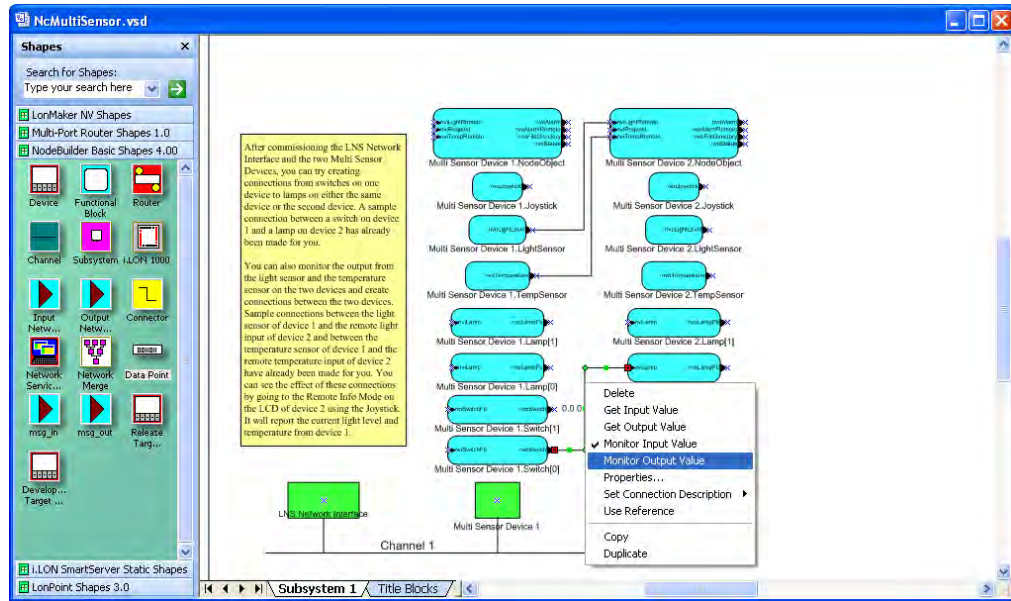 NcMultiSensor.vsd
Shapes
Search for Shapes:
Type your search here
LonMaker NV Shapes
Multi-Port Router Shapes 1.0
NodeBuilder Basic Shapes 4.00
Device
Functional
Block
Router
Channel
Subsystem
i.LON 1000
Input
Netw...
Output
Netw...
Connector
Network
Servic...
Network
Merge
Data Point
msg_in
msg_out
Release
Targ...
Develop...
Target ...
i.LON SmartServer Static Shapes
LonPoint Shapes 3.0
After commissioning the LNS Network
Interface and the two Multi Sensor
Devices, you can try creating
connections from switches on one
device to lamps on either the same
device or the second device. A sample
connection between a switch on device
1 and a lamp on device 2 has already
been made for you.
You can also monitor the output from
the light sensor and the temperature
sensor on the two devices and create
connections between the two devices.
Sample connections between the light
sensor of device 1 and the remote light
input of device 2 and between the
temperature sensor of device 1 and the
remote temperature input of device 2
have already been made for you. You
can see the effect of these connections
by going to the Remote Info Mode on
the LCD of device 2 using the Joystick.
It will report the current light level and
temperature from device 1.
Multi Sensor Device 1.NodeObject
Multi Sensor Device 2.NodeObject
Multi Sensor Device 1.Joystick
Multi Sensor Device 2.Joystick
Multi Sensor Device 1.LightSensor
Multi Sensor Device 2.LightSensor
Multi Sensor Device 1.TempSensor
Multi Sensor Device 2.TempSensor
Multi Sensor Device 1.Lamp[1]
Multi Sensor Device 2.Lamp[1]
Multi Sensor Device 1.Lamp[0]
0.0 0
Multi Sensor Device 1.Switch[1]
Multi Sensor Device 1.Switch[0]
Delete
Get Input Value
Get Output Value
Monitor Input Value
Monitor Output Value
Properties...
Set Connection Description
Use Reference
Copy
Duplicate
LNS Network Interface
Multi Sensor Device 1
Channel 1
Subsystem 1
Title Blocks